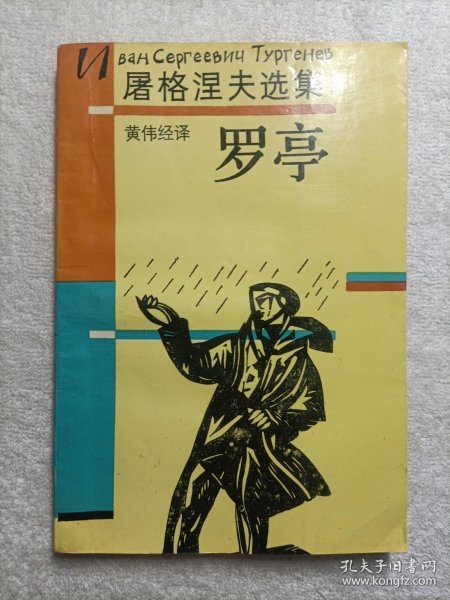 Иван Сергеевич Тургенев
屠格涅夫选集
黄伟经译
罗亭
孔夫子旧书网
www.kongfz.com